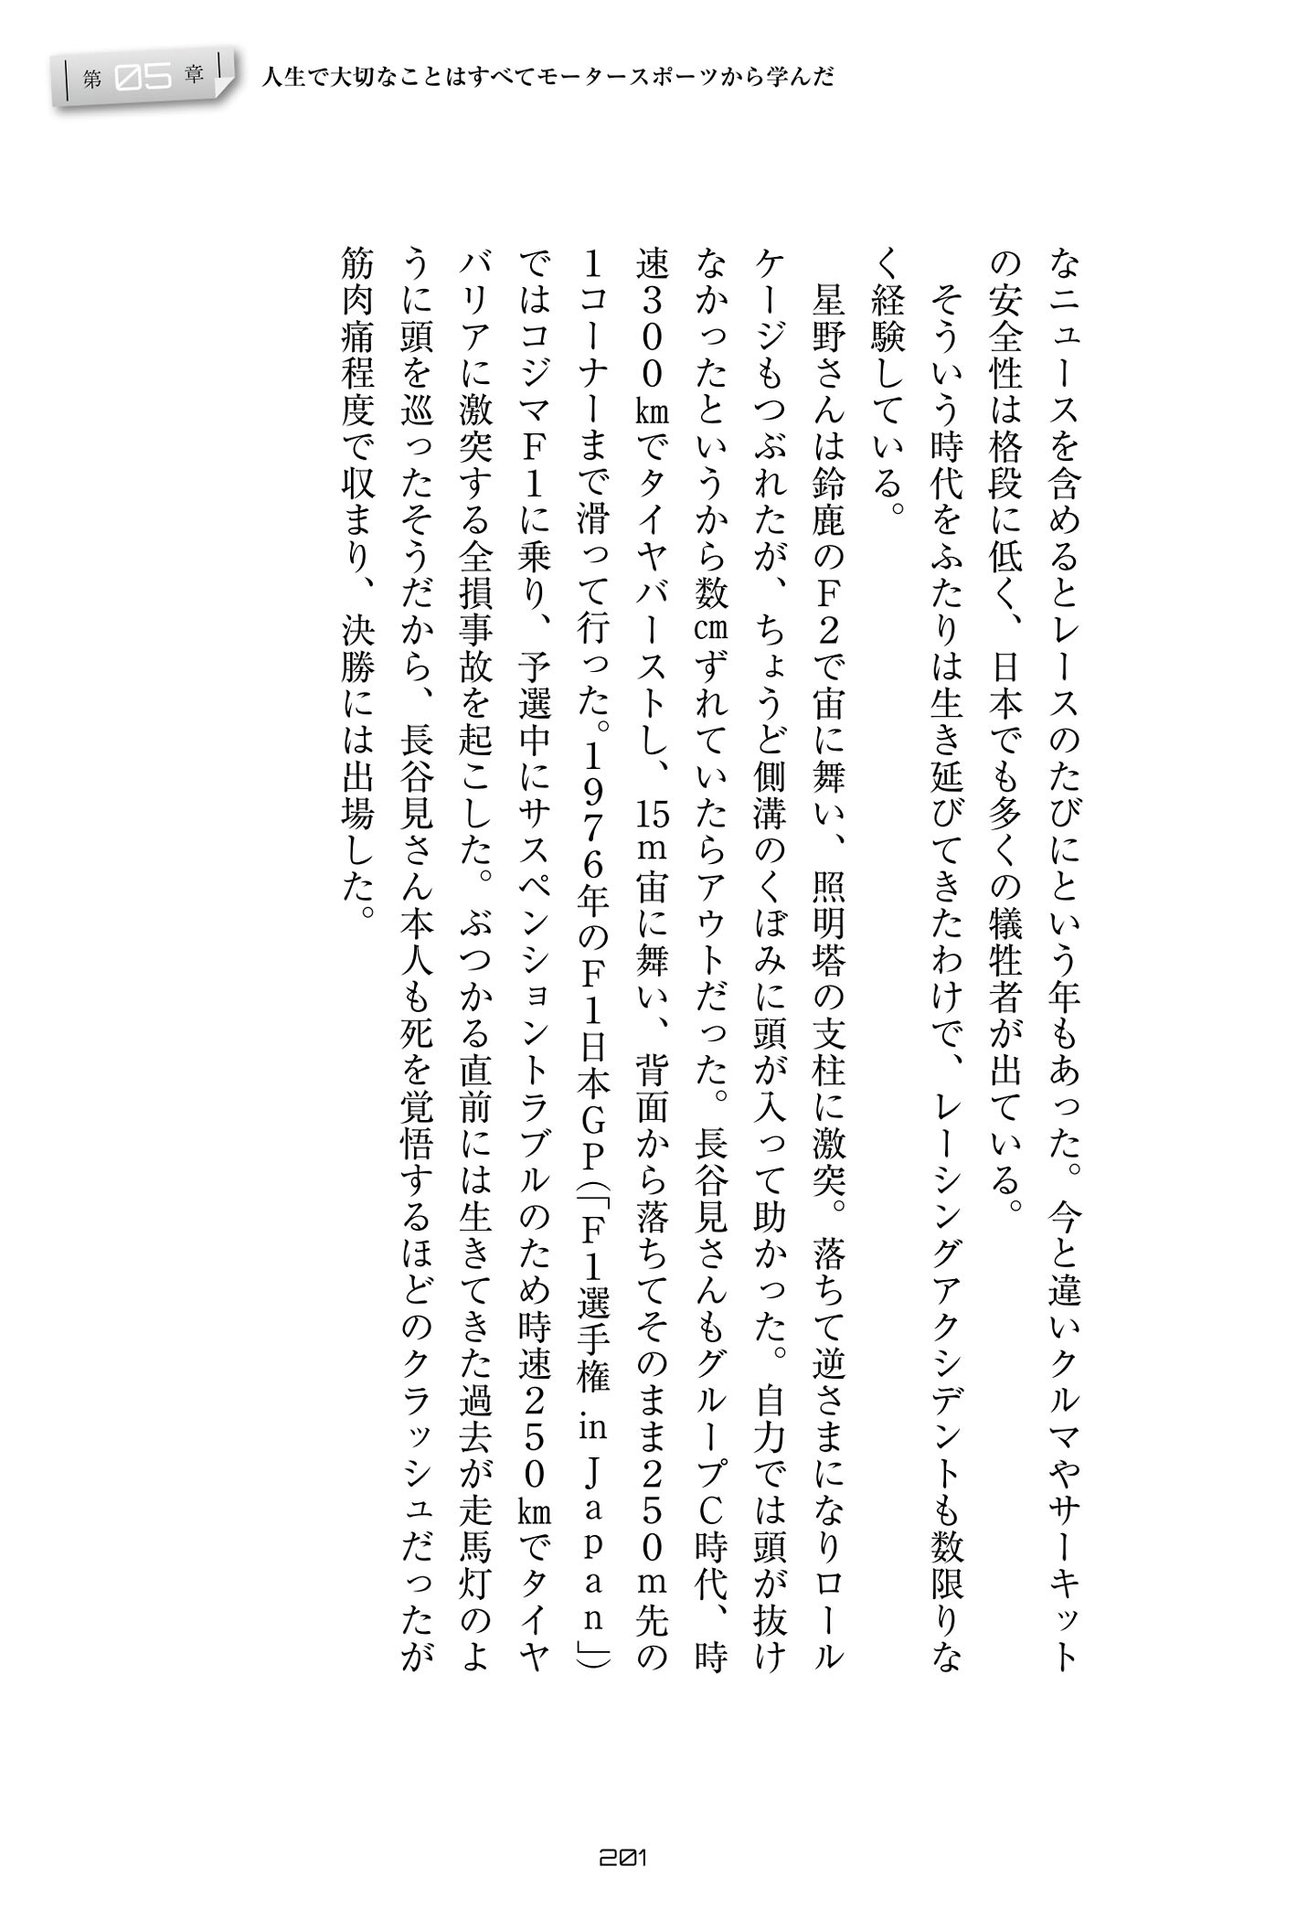 第05章
人生で大切なことはすべてモータースポーツから学んだ
なニュースを含めるとレースのたびにという年もあった。今と違いクルマやサーキット
の安全性は格段に低く、日本でも多くの犠牲者が出ている。
そういう時代をふたりは生き延びてきたわけで、レーシングアクシデントも数限りな
く経験している。
星野さんは鈴鹿のF2で宙に舞い、照明塔の支柱に激突。落ちて逆さまになりロール
ケージもつぶれたが、ちょうど側溝のくぼみに頭が入って助かった。自力では頭が抜け
なかったというから数㎝ずれていたらアウトだった。長谷見さんもグループC時代、時
速300㎞でタイヤバーストし、15m宙に舞い、背面から落ちてそのまま250m先の
1コーナーまで滑って行った。1976年のF1日本GP(「F1選手権 in Japan」)
ではコジマF1に乗り、予選中にサスペンショントラブルのため時速250㎞でタイヤ
バリアに激突する全損事故を起こした。ぶつかる直前には生きてきた過去が走馬灯のよ
うに頭を巡ったそうだから、長谷見さん本人も死を覚悟するほどのクラッシュだったが
筋肉痛程度で収まり、決勝には出場した。
201